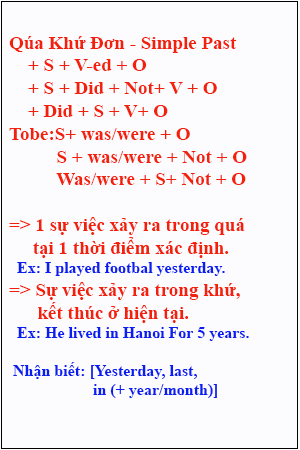 Qúa Khứ Đơn - Simple Past
+ S + V-ed + O
+ S + Did + Not+ V + O
+ Did + S + V+ O
Tobe:S+ was/were + O
S + was/were + Not + O
Was/were + S+ Not + O
=> 1 sự việc xảy ra trong quá
tại 1 thời điểm xác định.
Ex: I played footbal yesterday.
=> Sự việc xảy ra trong khứ,
kết thúc ở hiện tại.
Ex: He lived in Hanoi For 5 years.
Nhận biết: [Yesterday, last,
in (+ year/month)]